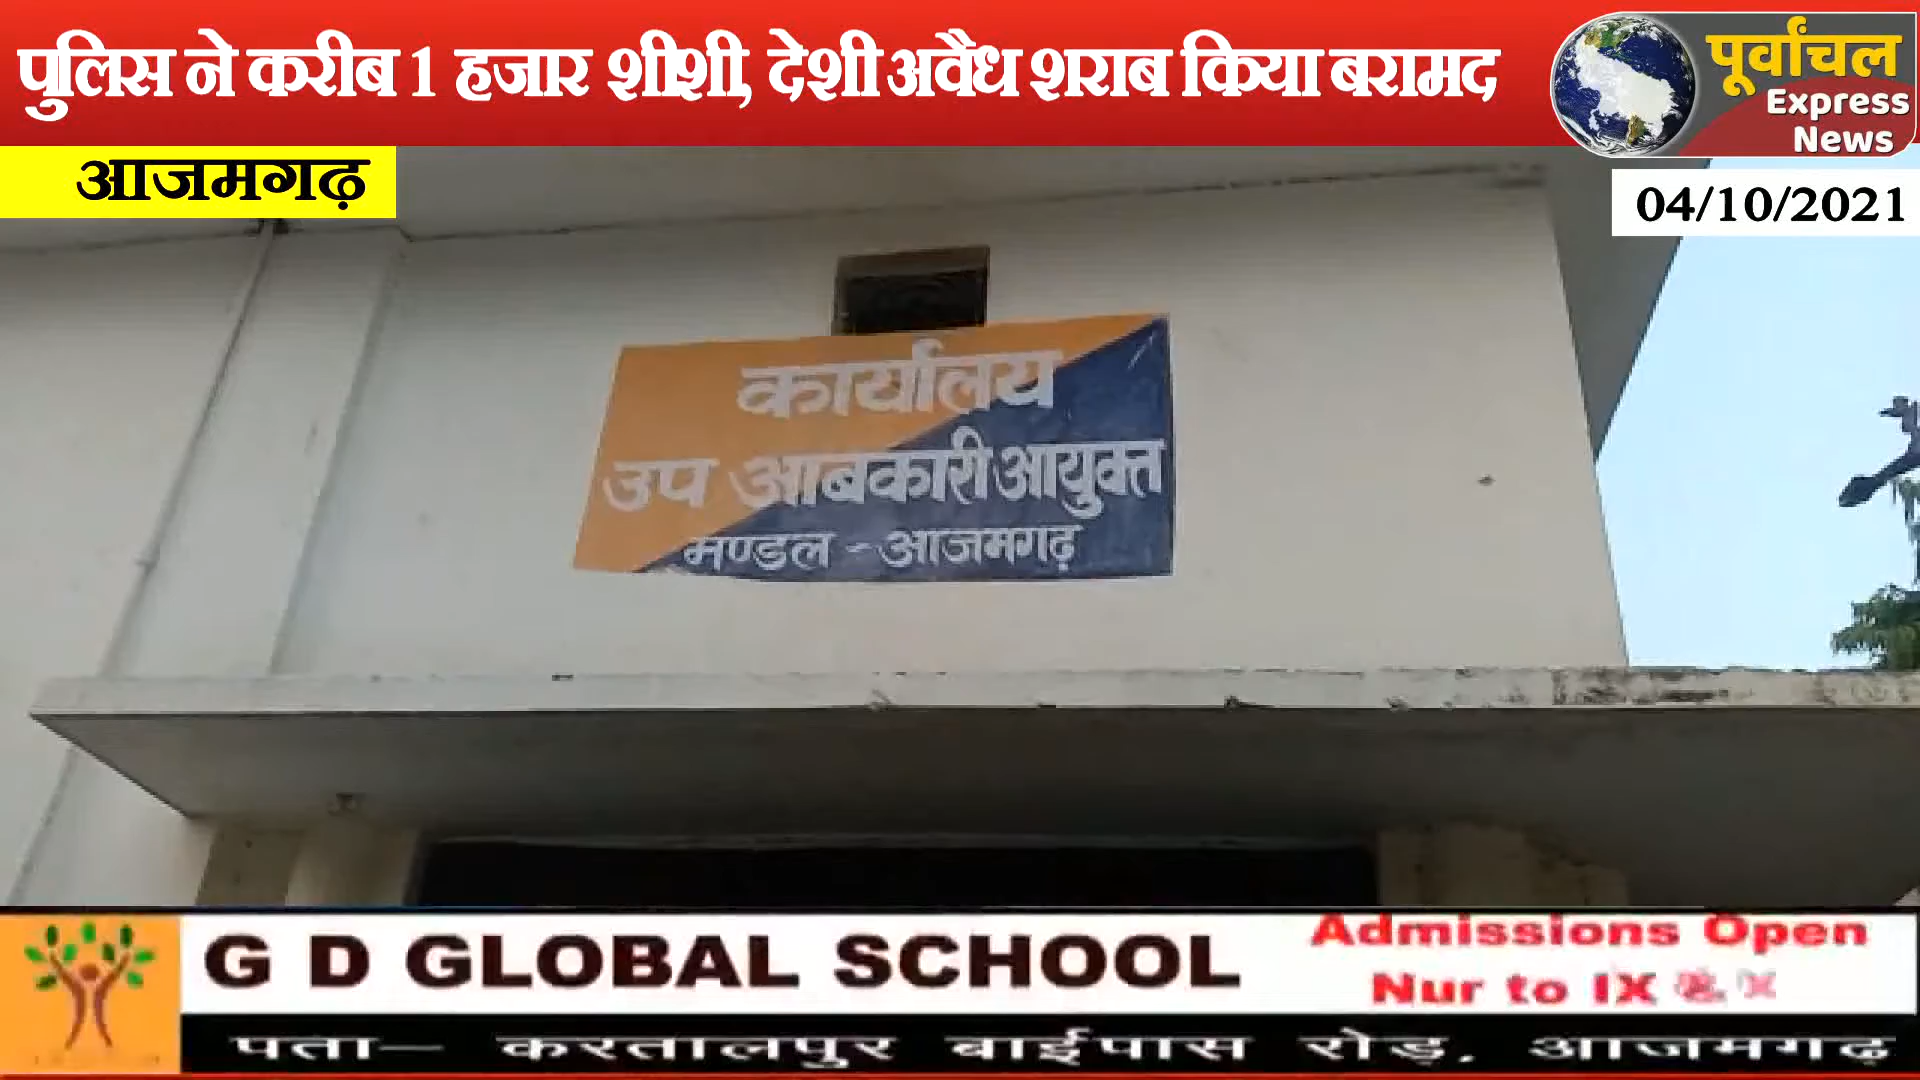 पुलिस ने करीब 1 हजार शीशी, देशी अवैध शराब किया बरामद
पूर्वांचल
Express
News
आजमगढ़
04/10/2021
कार्यालय
उप आबकारी आयुक्त
मण्डल - आजमगढ़
G D GLOBAL SCHOOL
Admissions Open
Nur to IX & X
पता– करतालपुर बाईपास रोड़, आजमगढ़